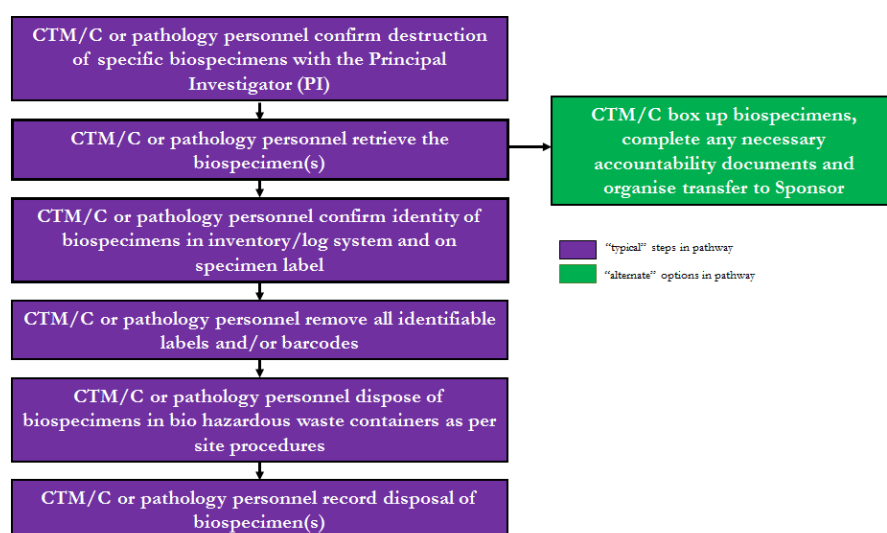 CTM/C or pathology personnel confirm destruction
of specific biospecimens with the Principal
Investigator (PI)
CTM/C or pathology personnel retrieve the
biospecimen(s)
CTM/C box up biospecimens,
complete any necessary
accountability documents and
organise transfer to Sponsor
CTM/C or pathology personnel confirm identity of
biospecimens in inventory/log system and on
specimen label
"typical" steps in pathway
"alternate" options in pathway
CTM/C or pathology personnel remove all identifiable
labels and/or barcodes
CTM/C or pathology personnel dispose of
biospecimens in bio hazardous waste containers as per
site procedures
CTM/C or pathology personnel record disposal of
biospecimen(s)